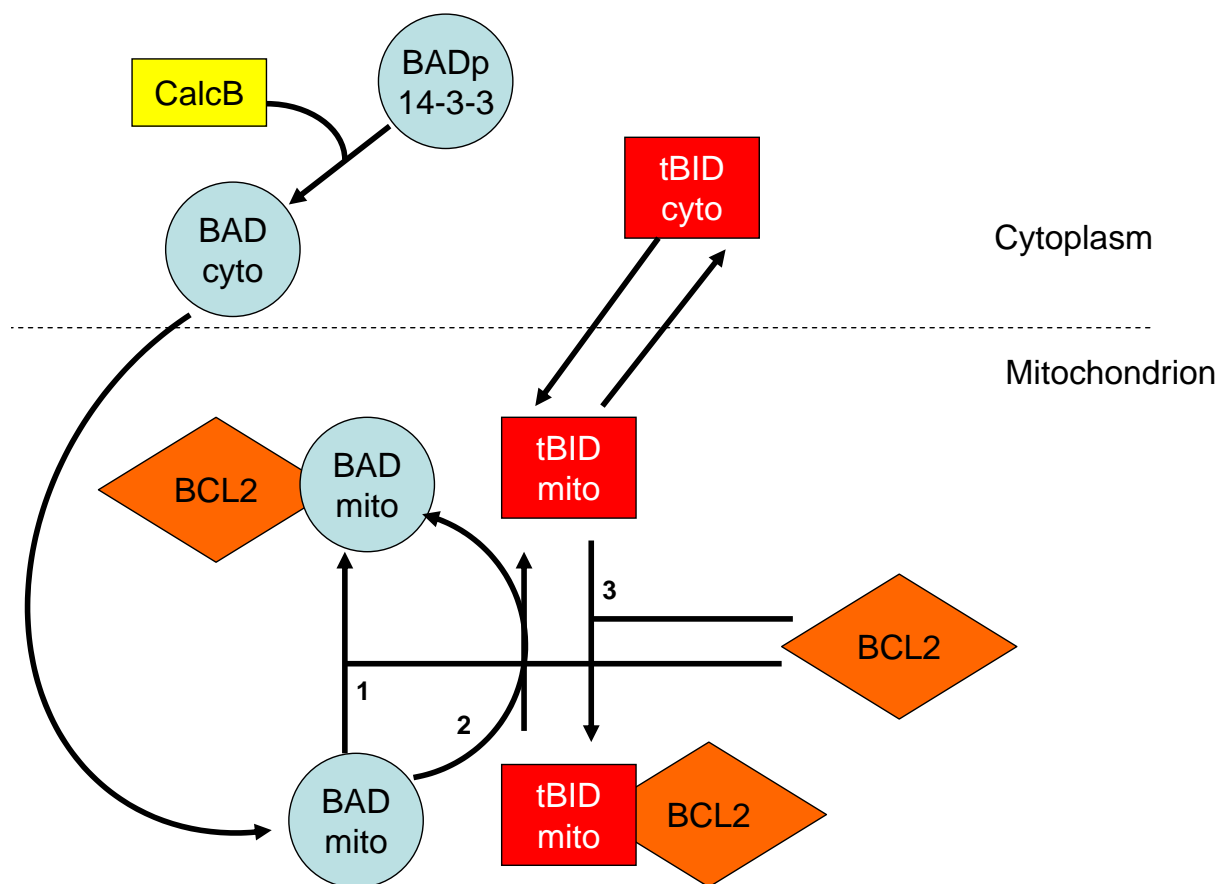 BADp
14-3-3
CalcB
tBID
cyto
BAD
cyto
Cytoplasm
Mitochondrion
BCL2
BAD
mito
tBID
mito
3
BCL2
1
2
BAD
mito
tBID
mito
BCL2